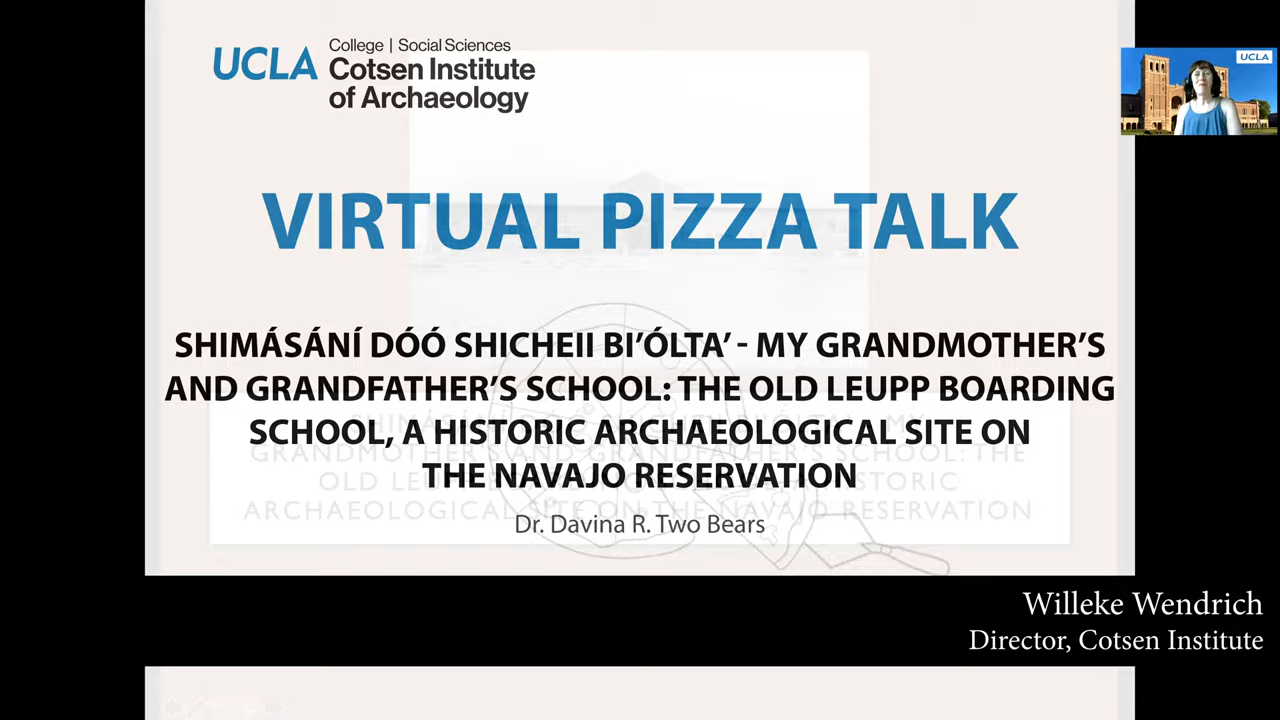 UCLA
College | Social Sciences
Cotsen Institute
of Archaeology
UCLA
VIRTUAL PIZZA TALK
SHIMÁSÁNÍ DÓÓ SHICHEII BI’ÓLTA’ - MY GRANDMOTHER’S
AND GRANDFATHER’S SCHOOL: THE OLD LEUPP BOARDING
SCHOOL, A HISTORIC ARCHAEOLOGICAL SITE ON
THE NAVAJO RESERVATION
Dr. Davina R. Two Bears
Willeke Wendrich
Director, Cotsen Institute